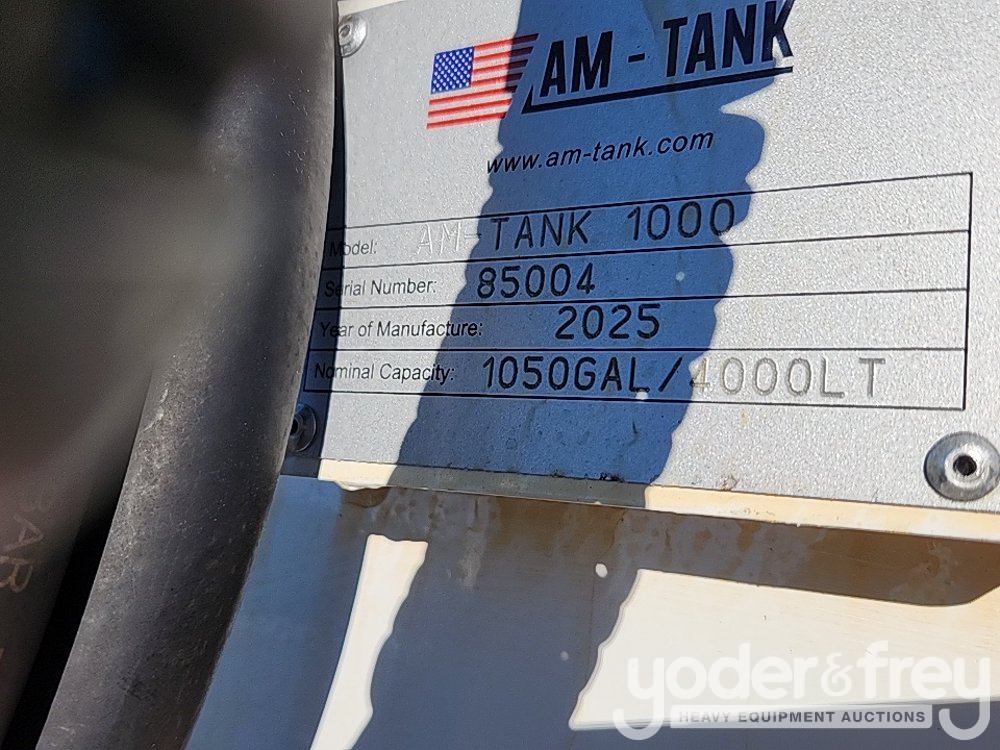 AM - TANK
www.am-tank.com
Model: AM-TANK 1000
Serial Number: 85004
Year of Manufacture: 2025
Nominal Capacity: 1050GAL/4000LT
yoder&frey
HEAVY EQUIPMENT AUCTIONS